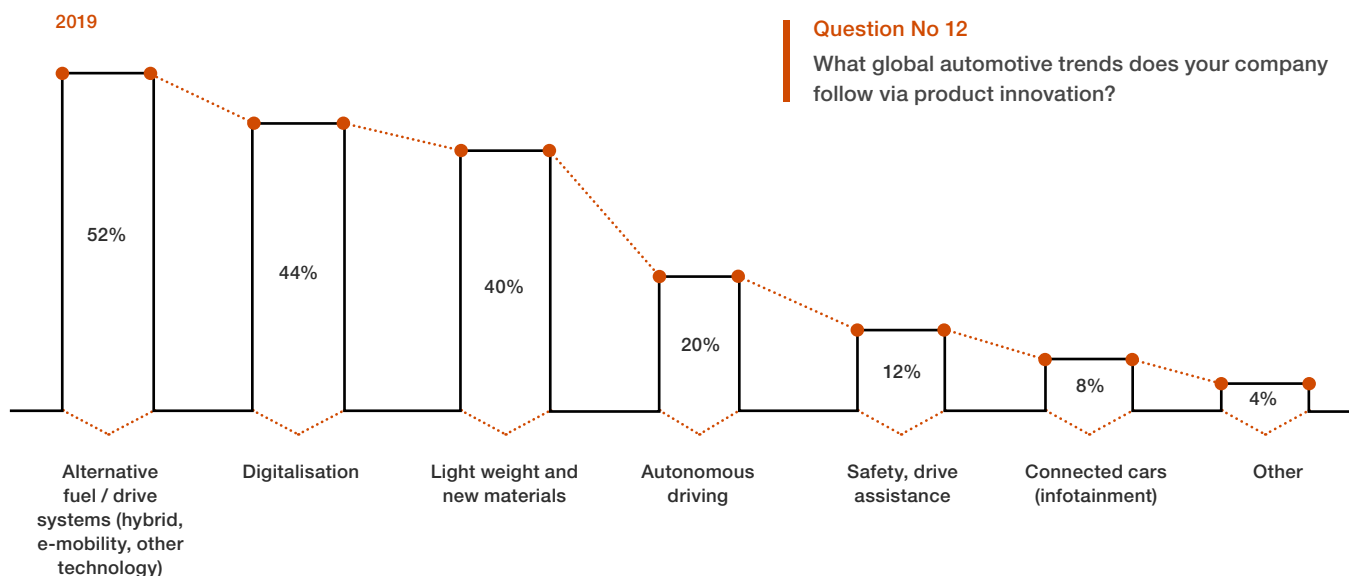 2019
Question No 12
What global automotive trends does your company
follow via product innovation?
52%
44%
40%
20%
12%
8%
4%
Alternative
fuel / drive
systems (hybrid,
e-mobility, other
technology)
Digitalisation
Light weight and
new materials
Autonomous
driving
Safety, drive
assistance
Connected cars
(infotainment)
Other